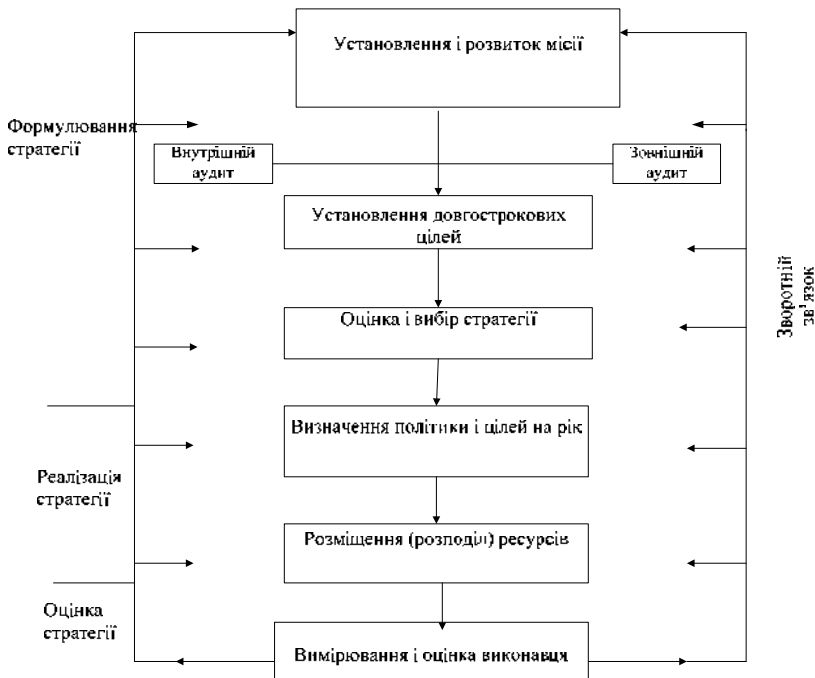 Установлення і розвиток місії
Формулювання
стратегії
Внутрішній
аудит
Зовнішній
аудит
Установлення довгострокових
цілей
Зворотній
зв'язок
Оцінка і вибір стратегії
Визначення політики і цілей на рік
Реалізація
стратегії
Розміщення (розподіл) ресурсів
Оцінка
стратегії
Вимірювання і оцінка виконавця